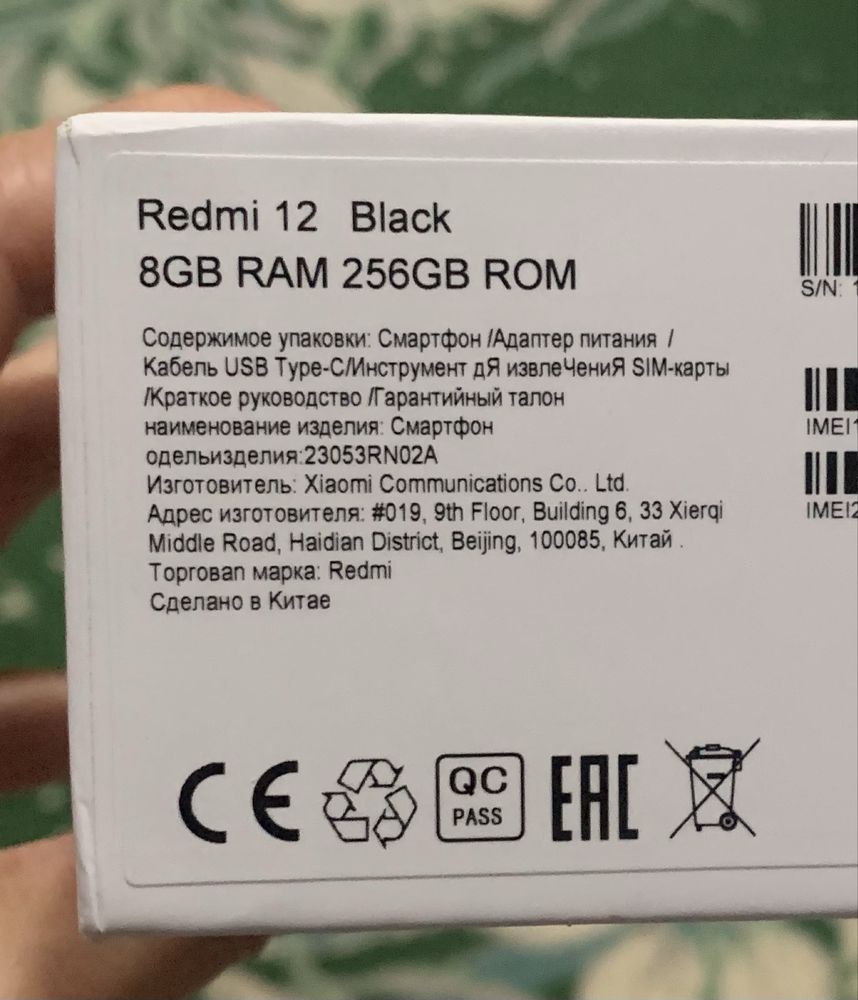 Redmi 12 Black
8GB RAM 256GB ROM
Содержимое упаковки: Смартфон /Адаптер питания /
Кабель USB Type-C/Инструмент дЯ извлеЧениЯ SIM-карты
/Краткое руководство /Гарантийный талон
наименование изделия: Смартфон
одельизделия:23053RN02A
Изготовитель: Xiaomi Communications Co.. Ltd.
Адрес изготовителя: #019, 9th Floor, Building 6, 33 Xierqi
Middle Road, Haidian District, Beijing, 100085, Китай .
Торговап марка: Redmi
Сделано в Китае
S/N: 1
IMEI1
IMEI2
CE
QC
PASS
EAC